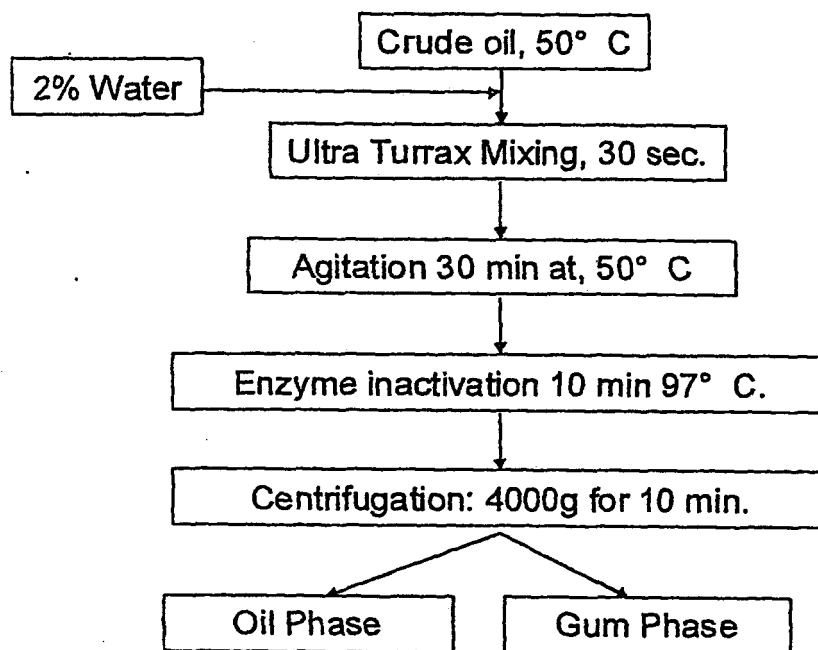 Crude oil, 50° C
2% Water
Ultra Turrax Mixing, 30 sec.
Agitation 30 min at, 50° C
Enzyme inactivation 10 min 97° C.
Centrifugation: 4000g for 10 min.
Oil Phase
Gum Phase